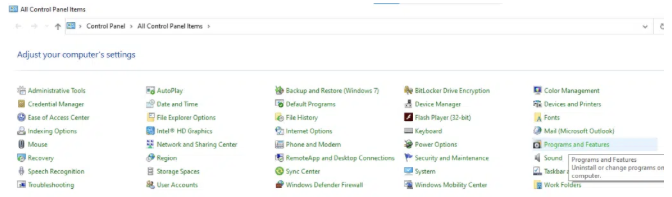 All Control Panel Items
Control Panel > All Control Panel Items >
Adjust your computer's settings
Administrative Tools AutoPlay Backup and Restore (Windows 7) BitLocker Drive Encryption Color Management
Credential Manager Date and Time Default Programs Device Manager Devices and Printers
Ease of Access Center File Explorer Options File History Flash Player (32-bit) Fonts
Indexing Options Intel® HD Graphics Internet Options Keyboard Mail (Microsoft Outlook)
Mouse Network and Sharing Center Phone and Modem Power Options Programs and Features
Recovery Region RemoteApp and Desktop Connections Security and Maintenance Sound
Programs and Features
Uninstall or change programs on
computer.
Speech Recognition Storage Spaces Sync Center System Taskbar a
Troubleshooting User Accounts Windows Defender Firewall Windows Mobility Center Work Folders